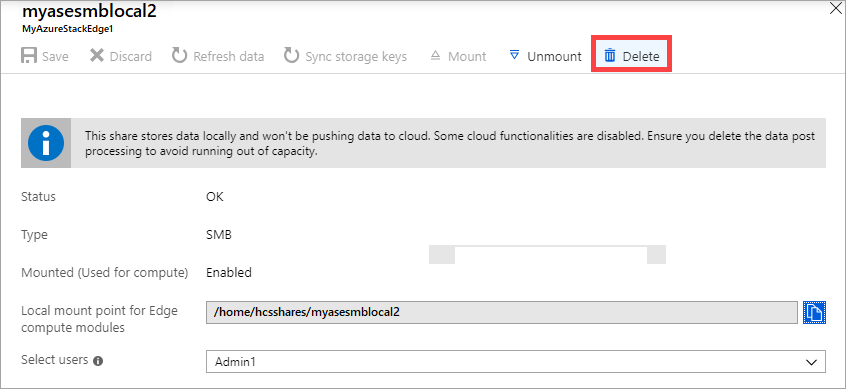 myasesmblocal2
MyAzureStackEdge1
Save Discard Refresh data Sync storage keys Mount Unmount Delete
This share stores data locally and won't be pushing data to cloud. Some cloud functionalities are disabled. Ensure you delete the data post
processing to avoid running out of capacity.
Status OK
Type SMB
Mounted (Used for compute) Enabled
Local mount point for Edge
compute modules /home/hcsshares/myasesmblocal2
Select users Admin1